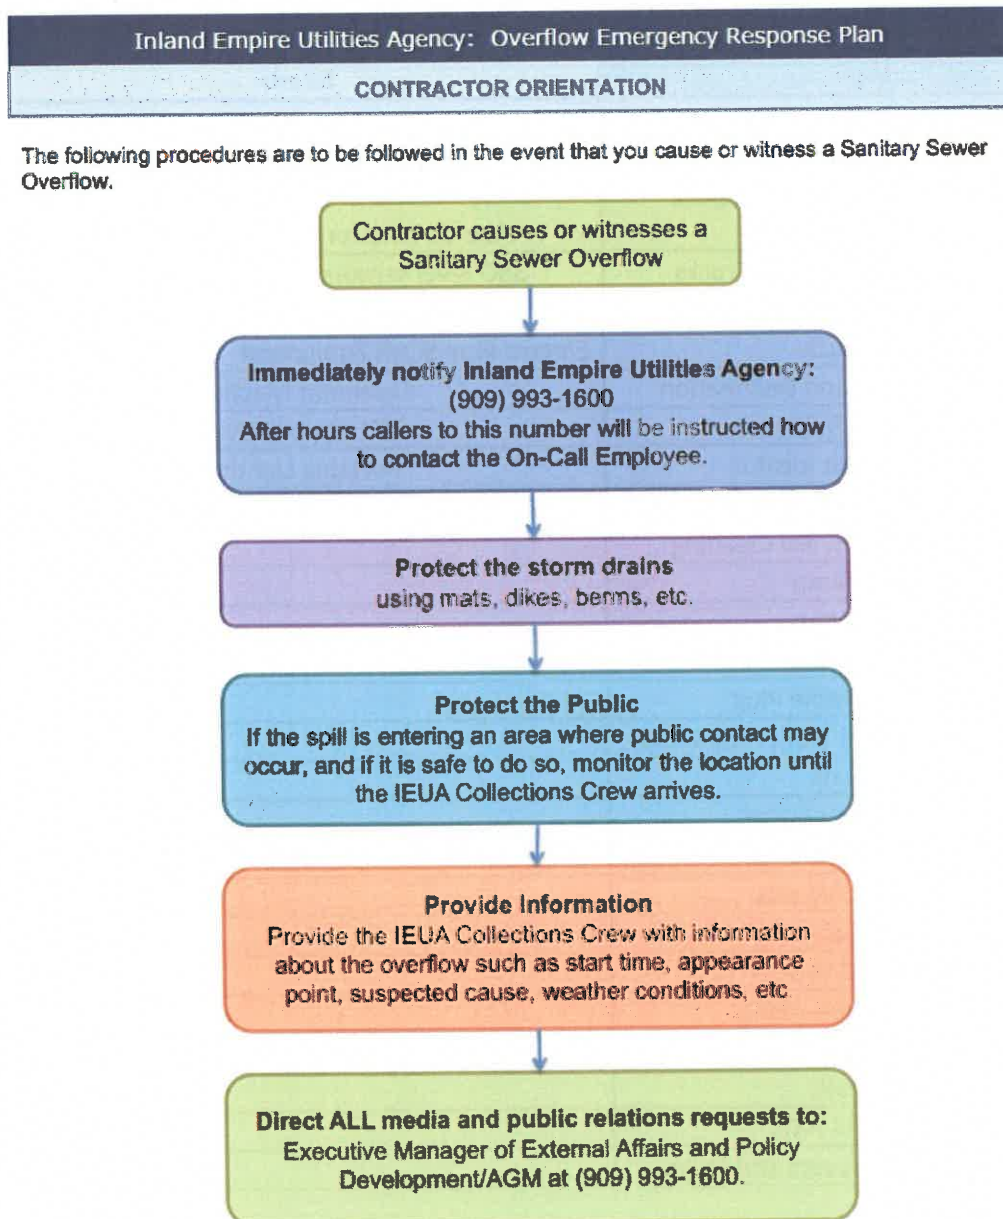 Inland Empire Utilities Agency: Overflow Emergency Response Plan
CONTRACTOR ORIENTATION
The following procedures are to be followed in the event that you cause or witness a Sanitary Sewer
Overflow.
Contractor causes or witnesses a
Sanitary Sewer Overflow
Immediately notify Inland Empire Utilities Agency:
(909) 993-1600
After hours callers to this number will be instructed how
to contact the On-Call Employee.
Protect the storm drains
using mats, dikes, berms, etc.
Protect the Public
If the spill is entering an area where public contact may
occur, and if it is safe to do so, monitor the location until
the IEUA Collections Crew arrives.
Provide Information
Provide the IEUA Collections Crew with information
about the overflow such as start time, appearance
point, suspected cause, weather conditions, etc
Direct ALL media and public relations requests to:
Executive Manager of External Affairs and Policy
Development/AGM at (909) 993-1600.